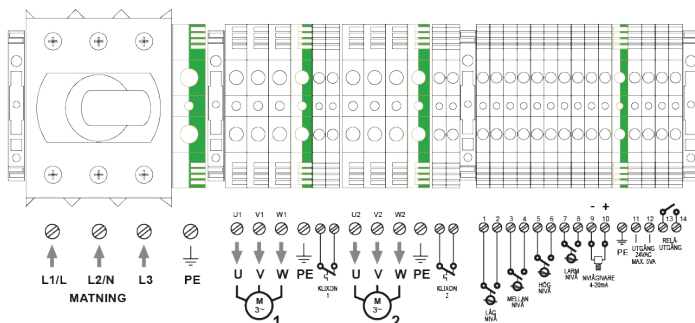 U1 V1 W1 U2 V2 W2 - +
1 2 3 4 5 6 7 8 9 10 11 12 13 14
L1/L L2/N L3 PE
MATNING
U V W PE
KLIXON
1
M
3~
1
U V W PE
KLIXON
2
M
3~
2
LÅG
NIVÅ
MELLAN
NIVÅ
HÖG
NIVÅ
LARM
NIVÅ
NIVÅGIVARE
4-20mA
PE
UTGÅNG
24VAC
MAX. 5VA
RELÄ-
UTGÅNG